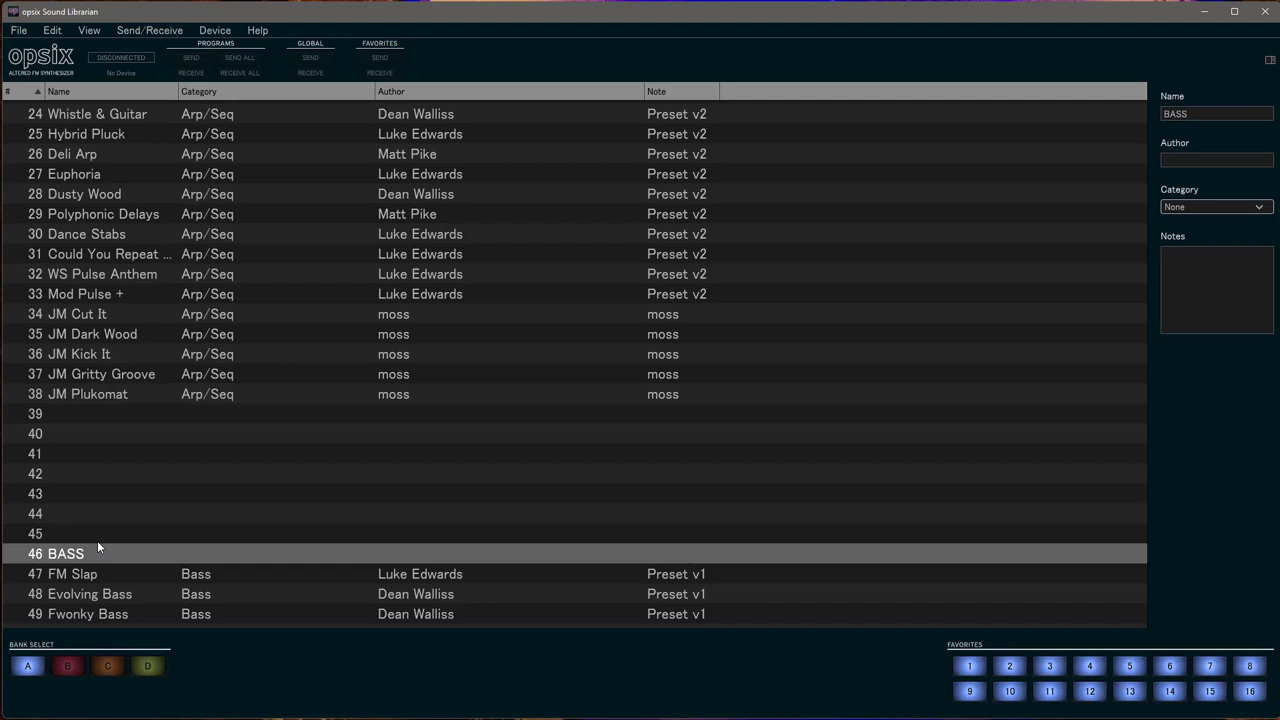 opsix Sound Librarian
File Edit View Send/Receive Device Help
opsix
ALTERED FM SYNTHESIZER
DISCONNECTED
No Device
PROGRAMS
SEND SEND ALL
RECEIVE RECEIVE ALL
GLOBAL
SEND
RECEIVE
FAVORITES
SEND
RECEIVE
# Name Category Author Note
24 Whistle & Guitar Arp/Seq Dean Walliss Preset v2
25 Hybrid Pluck Arp/Seq Luke Edwards Preset v2
26 Deli Arp Arp/Seq Matt Pike Preset v2
27 Euphoria Arp/Seq Luke Edwards Preset v2
28 Dusty Wood Arp/Seq Dean Walliss Preset v2
29 Polyphonic Delays Arp/Seq Matt Pike Preset v2
30 Dance Stabs Arp/Seq Luke Edwards Preset v2
31 Could You Repeat ... Arp/Seq Luke Edwards Preset v2
32 WS Pulse Anthem Arp/Seq Luke Edwards Preset v2
33 Mod Pulse + Arp/Seq Luke Edwards Preset v2
34 JM Cut It Arp/Seq moss moss
35 JM Dark Wood Arp/Seq moss moss
36 JM Kick It Arp/Seq moss moss
37 JM Gritty Groove Arp/Seq moss moss
38 JM Plukomat Arp/Seq moss moss
39
40
41
42
43
44
45
46 BASS
47 FM Slap Bass Luke Edwards Preset v1
48 Evolving Bass Bass Dean Walliss Preset v1
49 Fwonky Bass Bass Dean Walliss Preset v1
Name
BASS
Author
Category
None
Notes
BANK SELECT
A B C D
FAVORITES
1 2 3 4 5 6 7 8
9 10 11 12 13 14 15 16